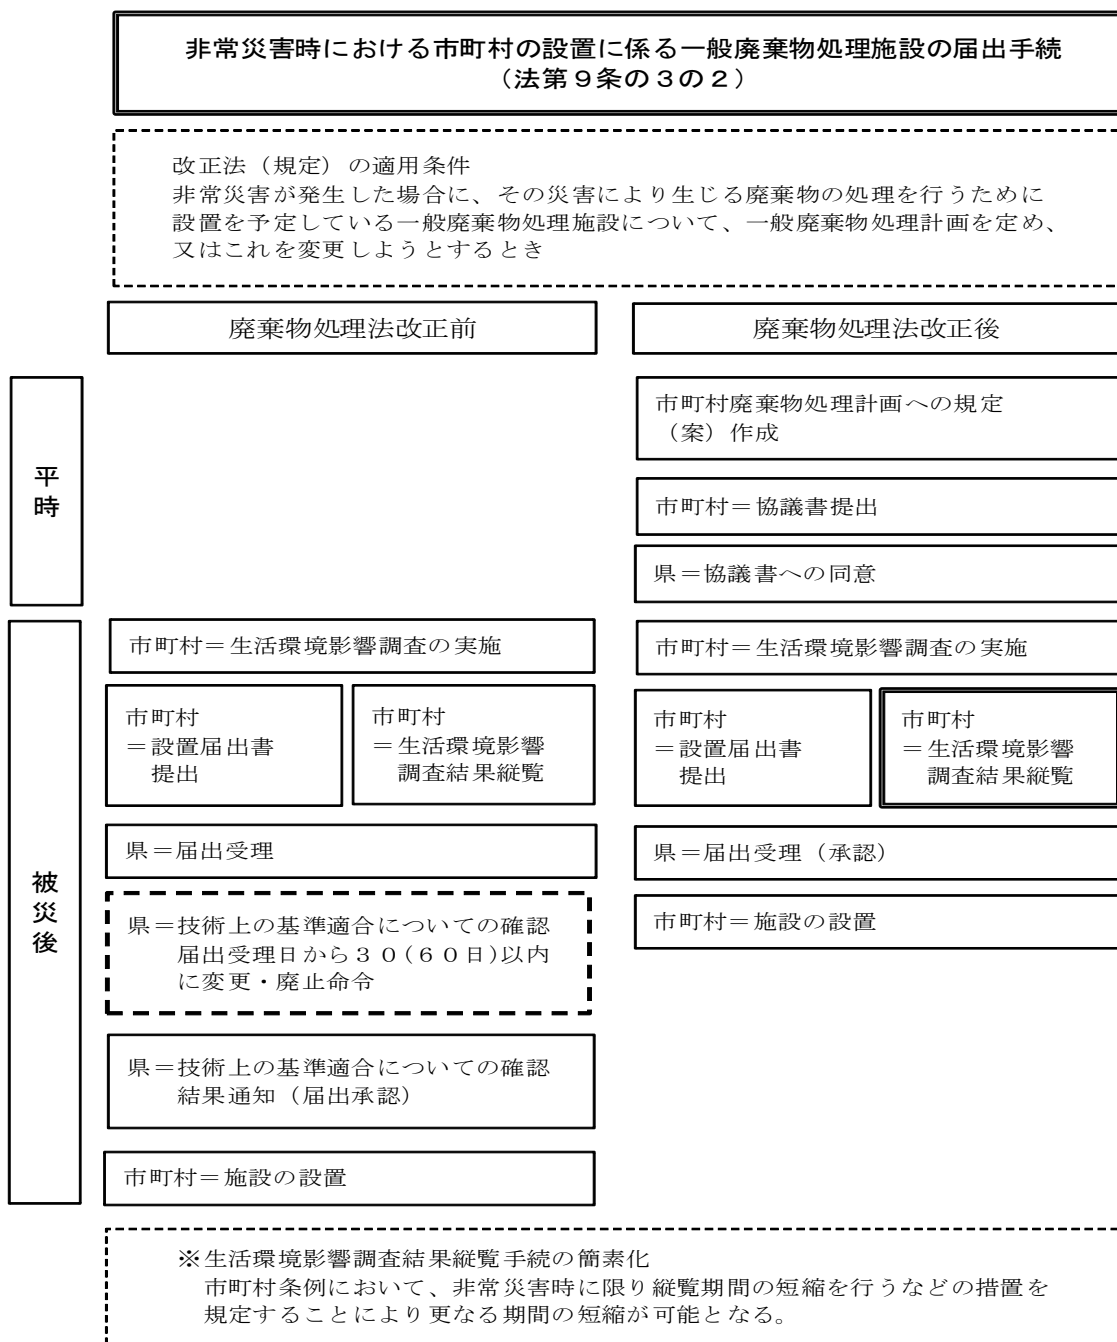 非常災害時における市町村の設置に係る一般廃棄物処理施設の届出手続
（法第９条の３の２）
改正法（規定）の適用条件
非常災害が発生した場合に、その災害により生じる廃棄物の処理を行うために
設置を予定している一般廃棄物処理施設について、一般廃棄物処理計画を定め、
又はこれを変更しようとするとき
廃棄物処理法改正前
廃棄物処理法改正後
平時
市町村廃棄物処理計画への規定
（案）作成
市町村＝協議書提出
県＝協議書への同意
被災後
市町村＝生活環境影響調査の実施
市町村
＝設置届出書
提出
市町村
＝生活環境影響
調査結果縦覧
県＝届出受理
県＝技術上の基準適合についての確認
届出受理日から３０(６０日)以内
に変更・廃止命令
県＝技術上の基準適合についての確認
結果通知（届出承認）
市町村＝施設の設置
市町村＝生活環境影響調査の実施
市町村
＝設置届出書
提出
市町村
＝生活環境影響
調査結果縦覧
県＝届出受理（承認）
市町村＝施設の設置
※生活環境影響調査結果縦覧手続の簡素化
市町村条例において、非常災害時に限り縦覧期間の短縮を行うなどの措置を
規定することにより更なる期間の短縮が可能となる。